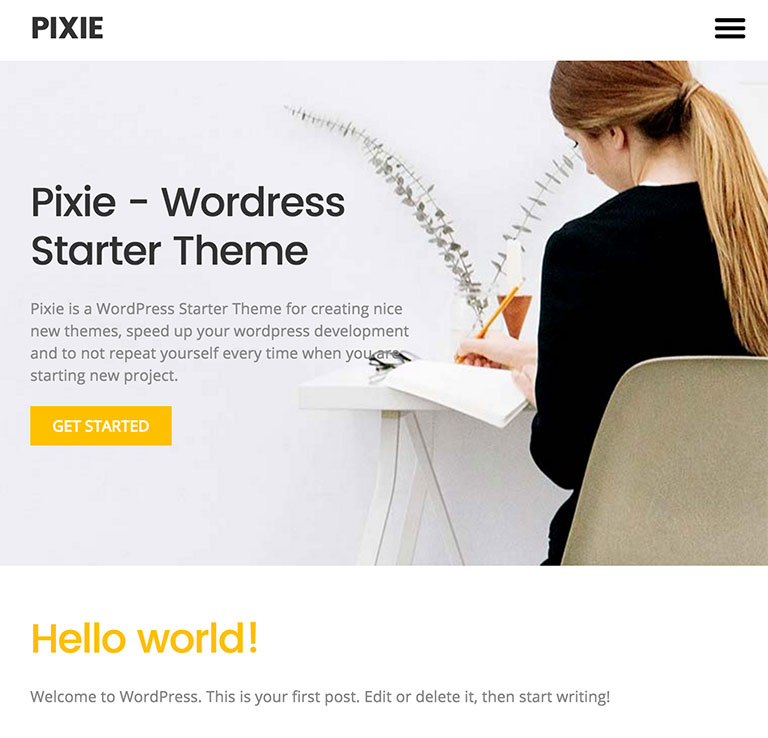 PIXIE
Pixie - Wordress
Starter Theme
Pixie is a WordPress Starter Theme for creating nice
new themes, speed up your wordpress development
and to not repeat yourself every time when you are
starting new project.
GET STARTED
Hello world!
Welcome to WordPress. This is your first post. Edit or delete it, then start writing!